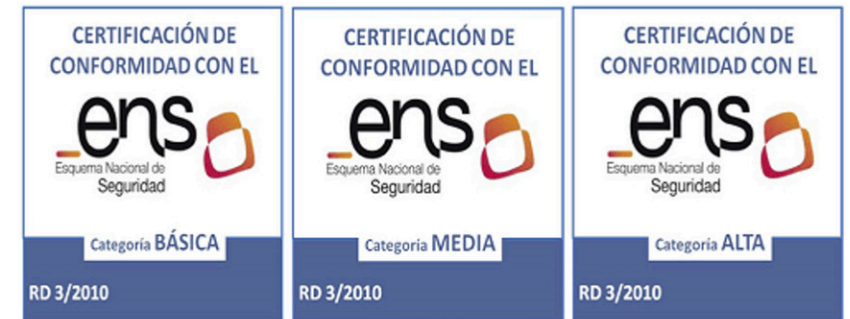 CERTIFICACIÓN DE
CONFORMIDAD CON EL
_ens
Esquema Nacional de
Seguridad
Categoría BÁSICA
RD 3/2010
CERTIFICACIÓN DE
CONFORMIDAD CON EL
_ens
Esquema Nacional de
Seguridad
Categoría MEDIA
RD 3/2010
CERTIFICACIÓN DE
CONFORMIDAD CON EL
_ens
Esquema Nacional de
Seguridad
Categoría ALTA
RD 3/2010